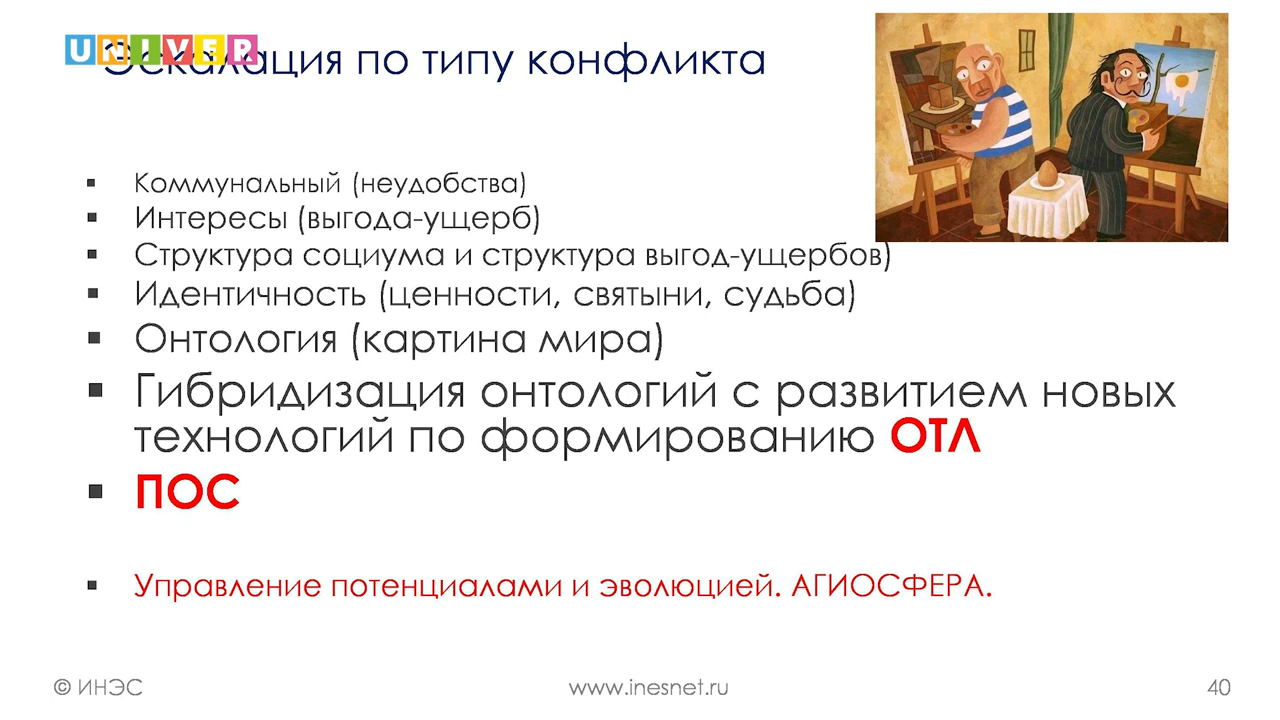 UNIVER
Эскалация по типу конфликта
▪ Коммунальный (неудобства)
▪ Интересы (выгода-ущерб)
▪ Структура социума и структура выгод-ущербов)
▪ Идентичность (ценности, святыни, судьба)
▪ Онтология (картина мира)
▪ Гибридизация онтологий с развитием новых
технологий по формированию ОТЛ
▪ ПОС
▪ Управление потенциалами и эволюцией. АГИОСФЕРА.
© ИНЭС
www.inesnet.ru
40